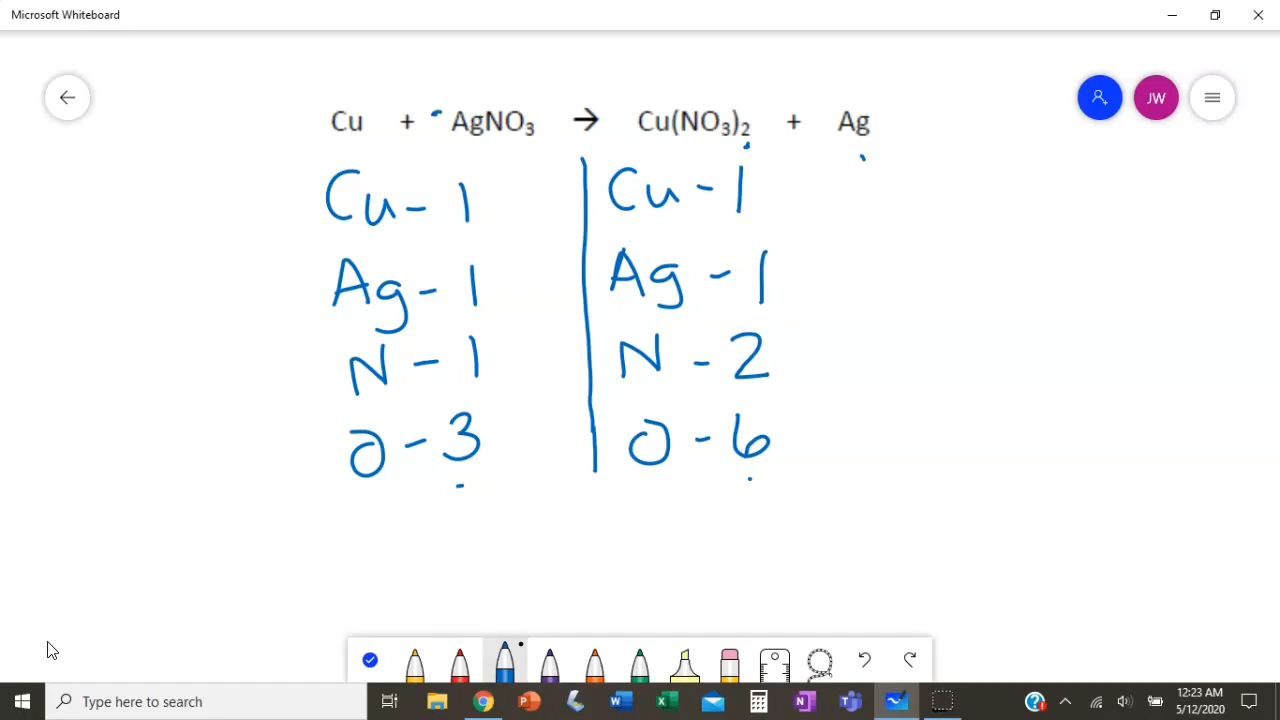 Microsoft Whiteboard
JW
Cu + AgNO₃ → Cu(NO₃)₂ + Ag
Cu - 1 Cu - 1
Ag - 1 Ag - 1
N - 1 N - 2
O - 3 O - 6
Type here to search
12:23 AM
5/12/2020